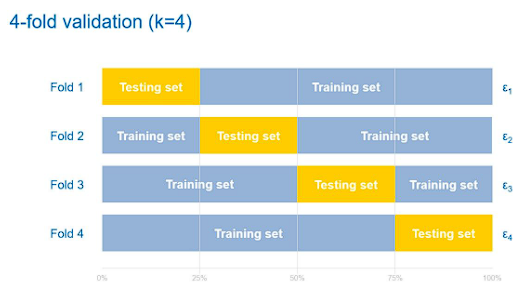 4-fold validation (k=4)
Fold 1 Testing set Training set ε1
Fold 2 Training set Testing set Training set ε2
Fold 3 Training set Testing set Training set ε3
Fold 4 Training set Testing set ε4
0% 25% 50% 75% 100%